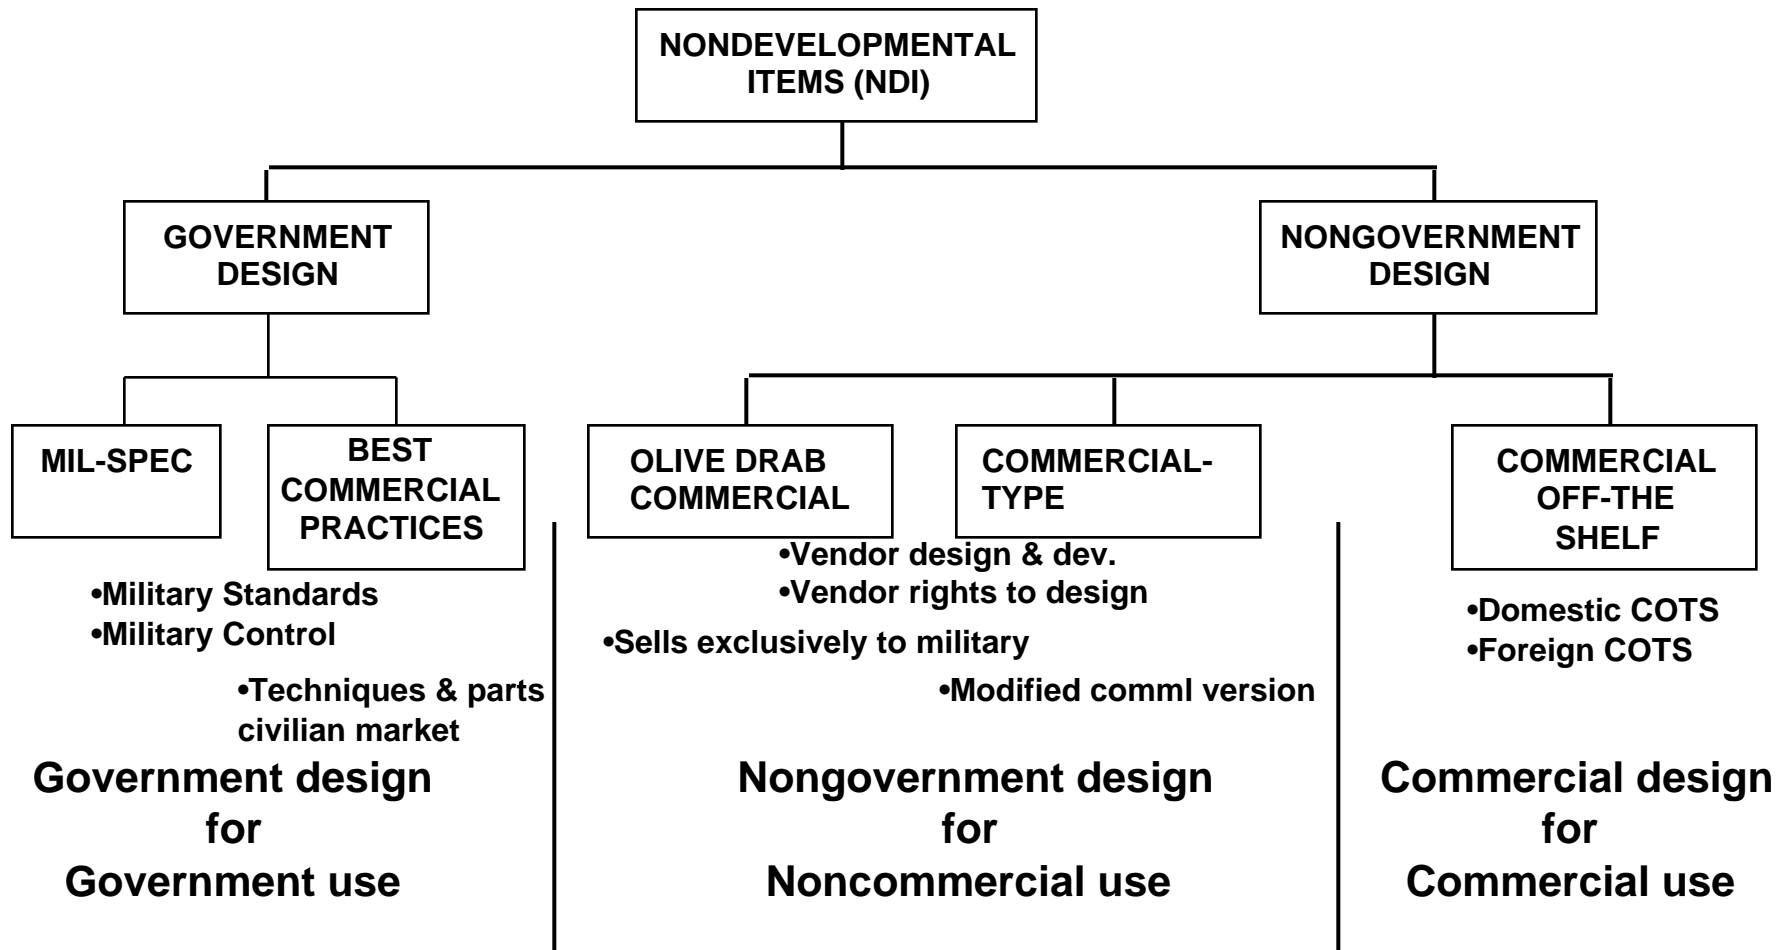 NONDEVELOPMENTAL
ITEMS (NDI)
GOVERNMENT
DESIGN
NONGOVERNMENT
DESIGN
MIL-SPEC
BEST
COMMERCIAL
PRACTICES
OLIVE DRAB
COMMERCIAL
COMMERCIAL-
TYPE
COMMERCIAL
OFF-THE
SHELF
•Military Standards
•Military Control
•Techniques & parts
civilian market
•Vendor design & dev.
•Vendor rights to design
•Sells exclusively to military
•Modified comml version
•Domestic COTS
•Foreign COTS
Government design
for
Government use
Nongovernment design
for
Noncommercial use
Commercial design
for
Commercial use